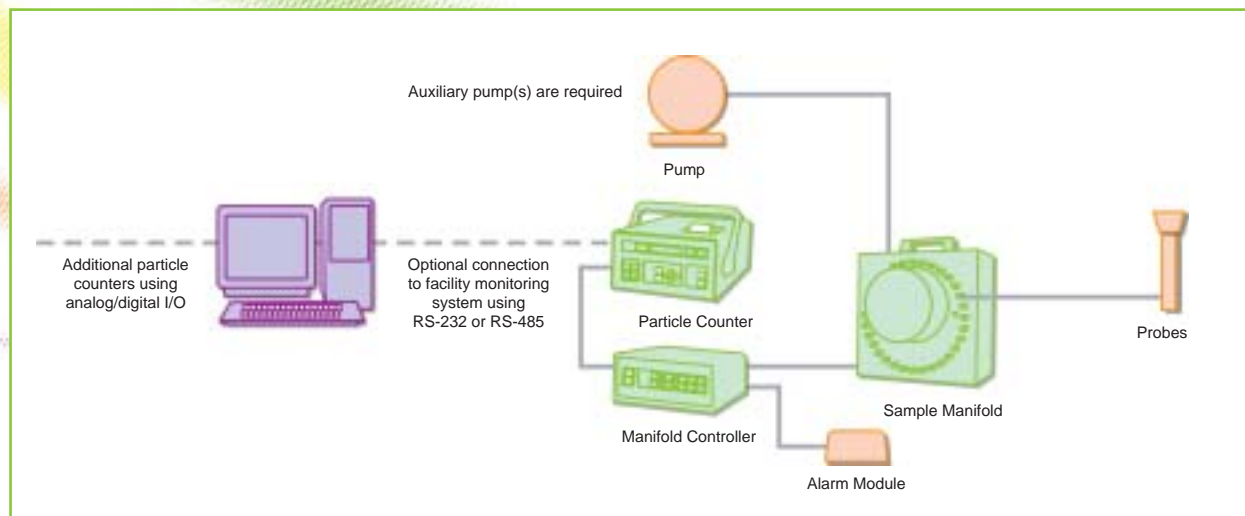 Auxiliary pump(s) are required
Pump
Additional particle
counters using
analog/digital I/O
Optional connection
to facility monitoring
system using
RS-232 or RS-485
Particle Counter
Probes
Sample Manifold
Manifold Controller
Alarm Module